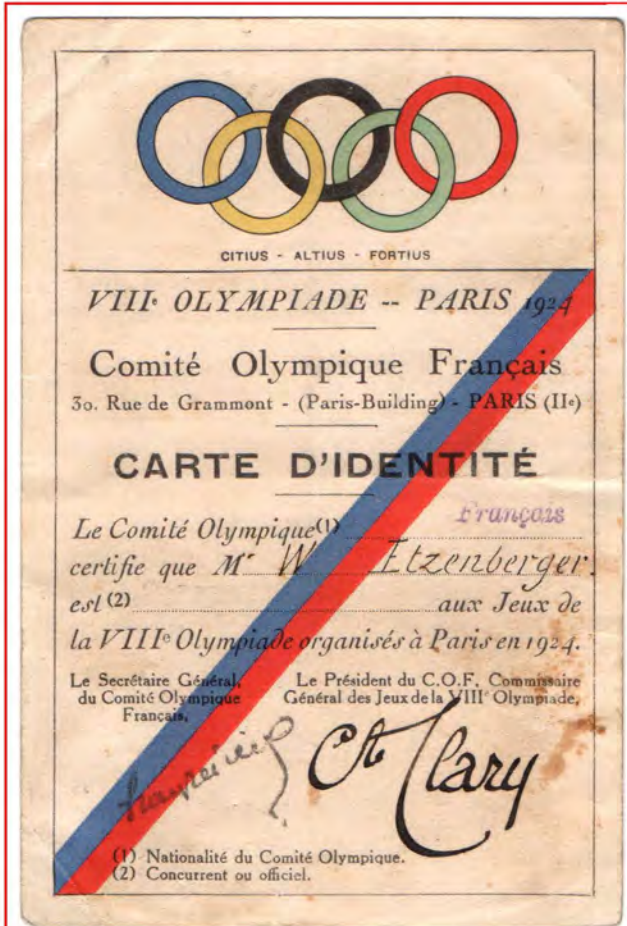 CITIUS - ALTIUS - FORTIUS
VIIIe OLYMPIADE -- PARIS 1924
Comité Olympique Français
30. Rue de Grammont - (Paris-Building) - PARIS (IIe)
CARTE D'IDENTITÉ
Le Comité Olympique(1) Français
certifie que Mr W Etzenberger.
est (2) aux Jeux de
la VIIIe Olympiade organisés à Paris en 1924.
Le Secrétaire Général,
du Comité Olympique
Français,
Le Président du C.O.F, Commissaire
Général des Jeux de la VIIIe Olympiade,
Clary
(1) Nationalité du Comité Olympique.
(2) Concurrent ou officiel.